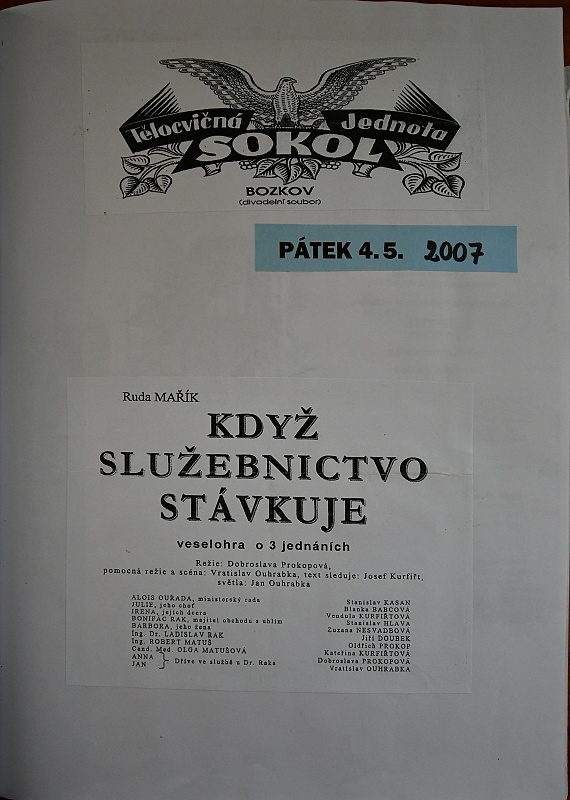 Tělocvičná Jednota
SOKOL
BOZKOV
(divadelní soubor)
PÁTEK 4. 5. 2007
Ruda MAŘÍK
KDYŽ
SLUŽEBNICTVO
STÁVKUJE
veselohra o 3 jednáních
Režie: Dobroslava Prokopová,
pomocná režie a scéna: Vratislav Ouhrabka, text sleduje: Josef Kurfiřt,
světla: Jan Ouhrabka
ALOIS OUŘADA, ministerský rada Stanislav KASAN
JULIE, jeho choť Blanka BABCOVÁ
IRENA, jejich dcera Vendula KURFIŘTOVÁ
BONIFÁC RAK, majitel obchodu s uhlím Stanislav HLAVA
BARBORA, jeho žena Zuzana NESVADBOVÁ
Ing. Dr. LADISLAV RAK Jiří DOUBEK
Ing. ROBERT MATUŠ Oldřich PROKOP
Cand. Med. OLGA MATUŠOVÁ Kateřina KURFIŘTOVÁ
ANNA Dobroslava PROKOPOVÁ
Dříve ve službě u Dr. Raka
JAN Vratislav OUHRABKA